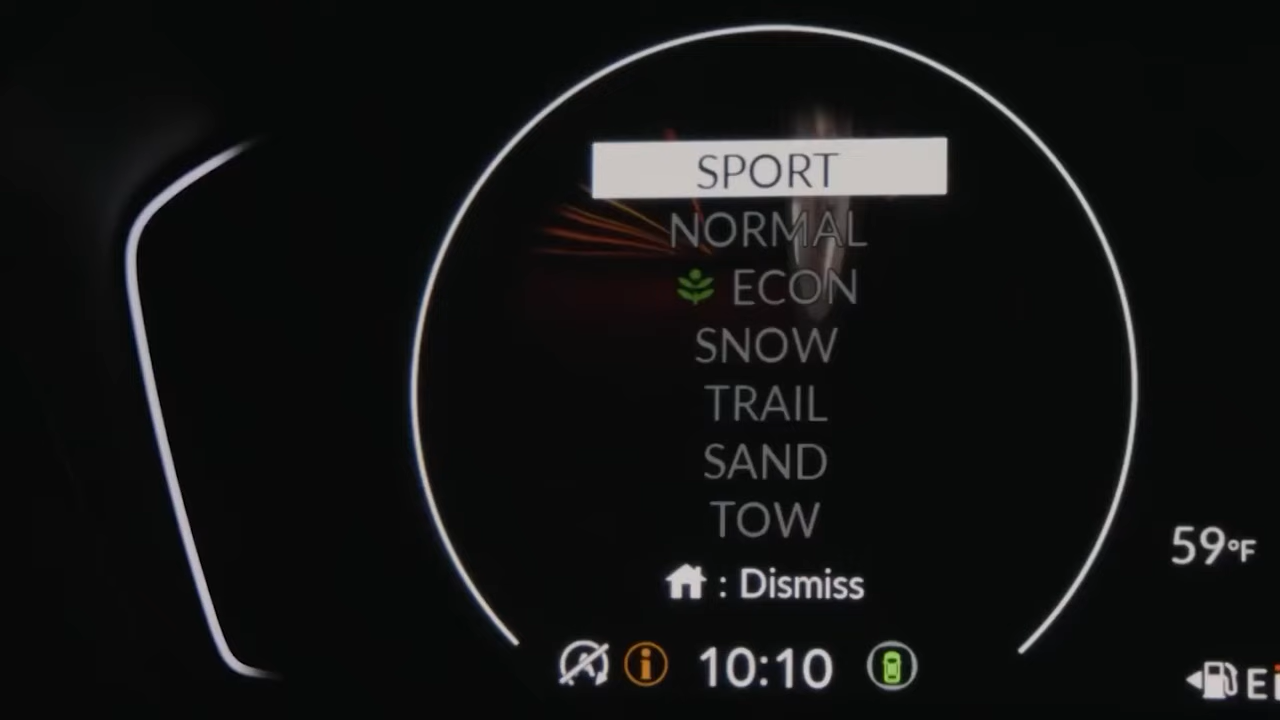 SPORT
NORMAL
ECON
SNOW
TRAIL
SAND
TOW
: Dismiss
59°F
i 10:10
E